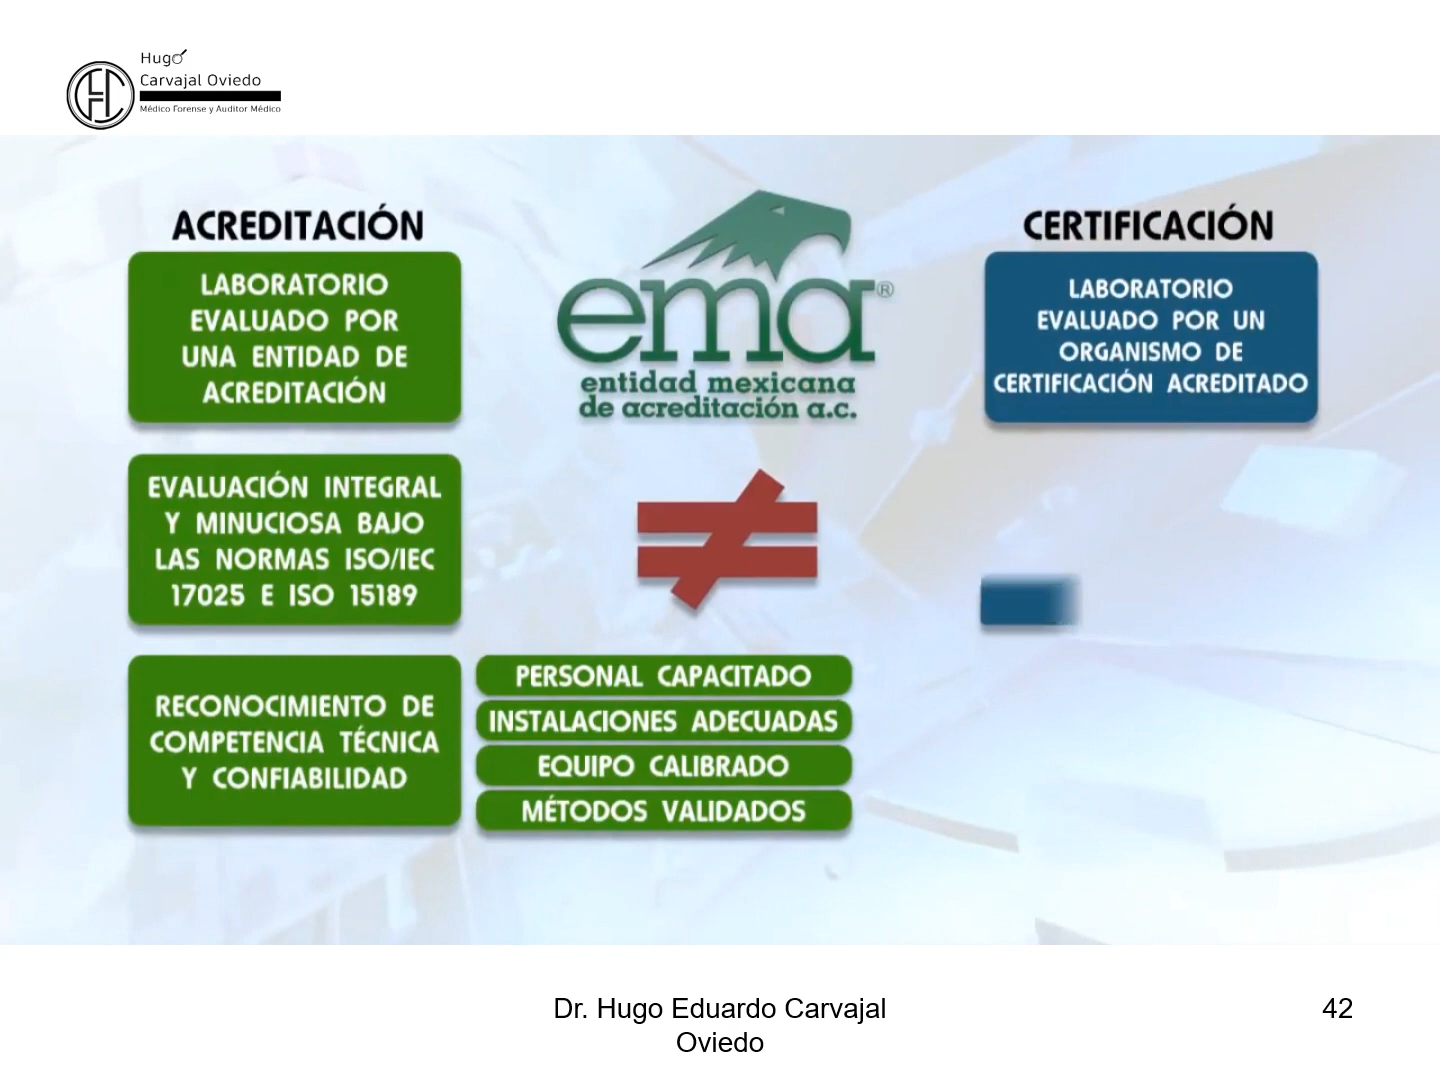 Hugo
Carvajal Oviedo
Médico Forense y Auditor Médico
ACREDITACIÓN
LABORATORIO
EVALUADO POR
UNA ENTIDAD DE
ACREDITACIÓN
EVALUACIÓN INTEGRAL
Y MINUCIOSA BAJO
LAS NORMAS ISO/IEC
17025 E ISO 15189
RECONOCIMIENTO DE
COMPETENCIA TÉCNICA
Y CONFIABILIDAD
ema®
entidad mexicana
de acreditación a.c.
≠
PERSONAL CAPACITADO
INSTALACIONES ADECUADAS
EQUIPO CALIBRADO
MÉTODOS VALIDADOS
CERTIFICACIÓN
LABORATORIO
EVALUADO POR UN
ORGANISMO DE
CERTIFICACIÓN ACREDITADO
Dr. Hugo Eduardo Carvajal
Oviedo
42